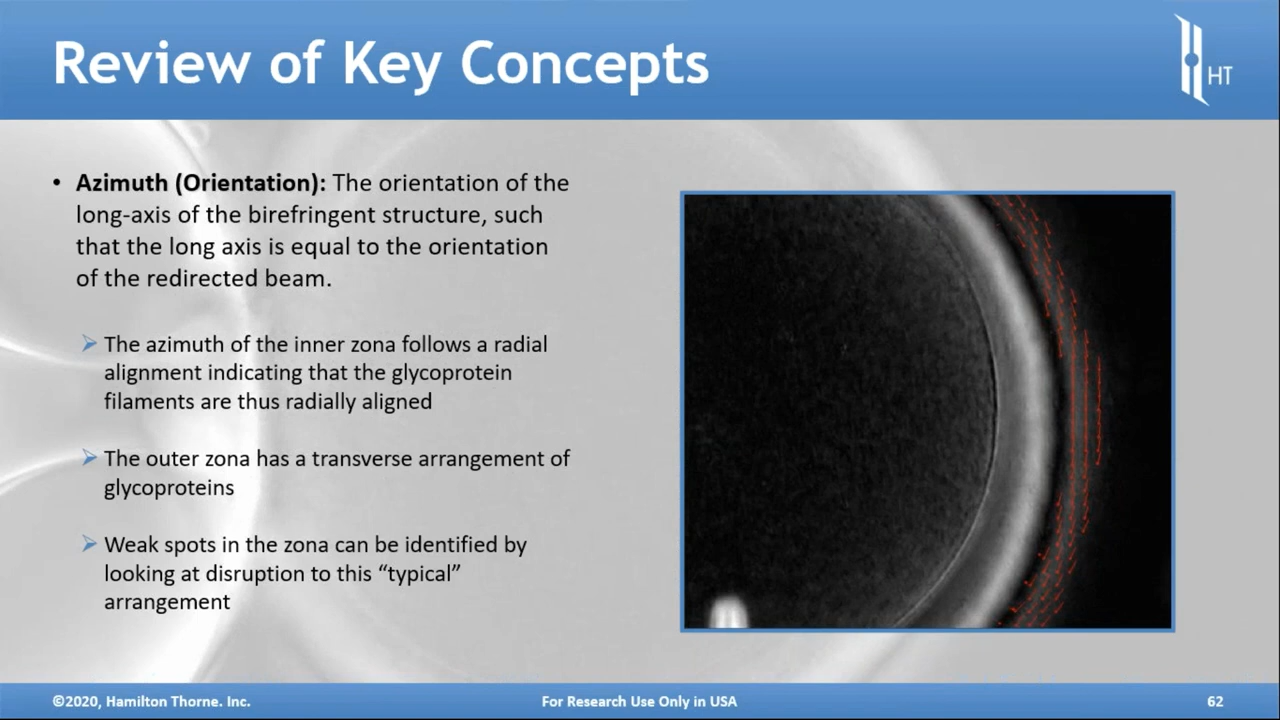 Review of Key Concepts
HT
• Azimuth (Orientation): The orientation of the
long-axis of the birefringent structure, such
that the long axis is equal to the orientation
of the redirected beam.
The azimuth of the inner zona follows a radial
alignment indicating that the glycoprotein
filaments are thus radially aligned
The outer zona has a transverse arrangement of
glycoproteins
Weak spots in the zona can be identified by
looking at disruption to this “typical”
arrangement
©2020, Hamilton Thorne. Inc.
For Research Use Only in USA
62